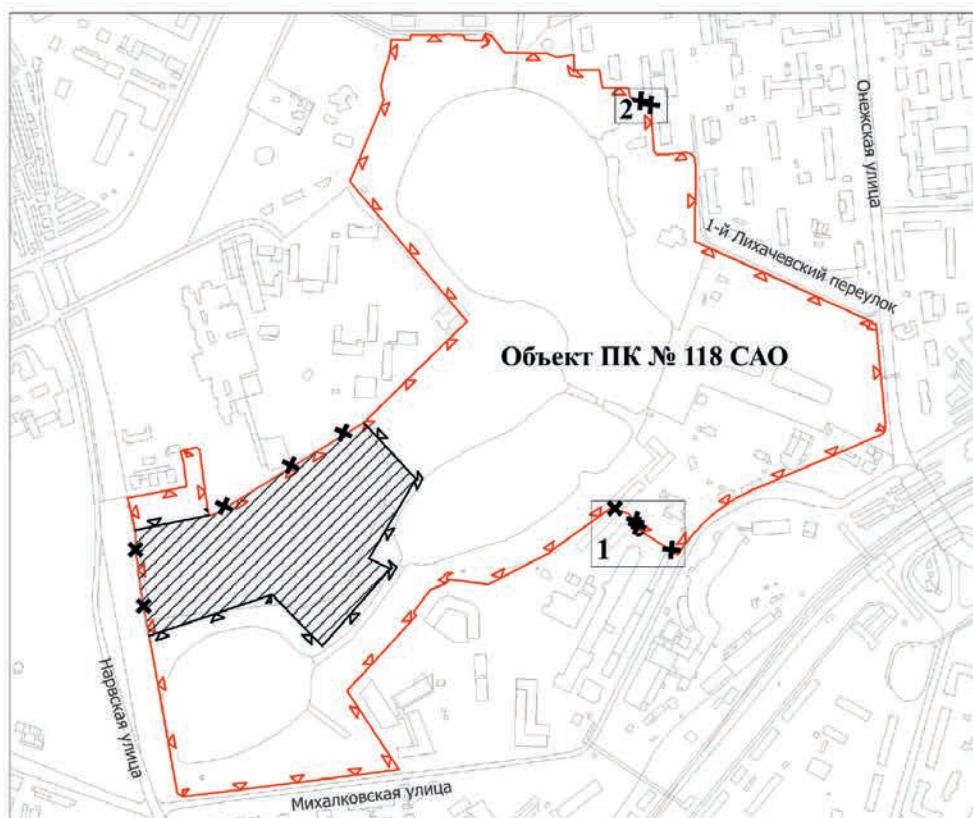 2
Онежская улица
1-й Лихачевский переулок
Объект ПК № 118 САО
1
Нарвская улица
Михалковская улица